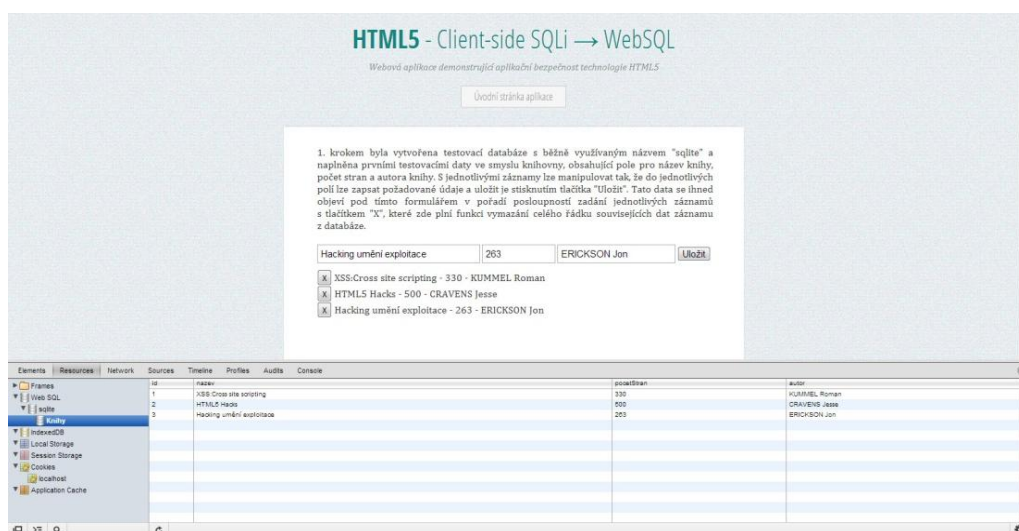 HTML5 - Client-side SQLi → WebSQL
Webová aplikace demonstrující aplikační bezpečnost technologie HTML5
Úvodní stránka aplikace
1. krokem byla vytvořena testovací databáze s běžně využívaným názvem "sqlite" a
naplněna prvními testovacími daty ve smyslu knihovny, obsahující pole pro název knihy,
počet stran a autora knihy. S jednotlivými záznamy lze manipulovat tak, že do jednotlivých
polí lze zapsat požadované údaje a uložit je stisknutím tlačítka "Uložit". Tato data se ihned
objeví pod tímto formulářem v pořadí posloupnosti zadání jednotlivých záznamů
s tlačítkem "X", které zde plní funkci vymazání celého řádku souvisejících dat záznamu
z databáze.
Hacking umění exploitace 263 ERICKSON Jon Uložit
X XSS:Cross site scripting - 330 - KUMMEL Roman
X HTML5 Hacks - 500 - CRAVENS Jesse
X Hacking umění exploitace - 263 - ERICKSON Jon
Elements Resources Network Sources Timeline Profiles Audits Console
Frames
Web SQL
sqlite
Knihy
IndexedDB
Local Storage
Session Storage
Cookies
localhost
Application Cache
id nazev pocetStran autor
1 XSS:Cross site scripting 330 KUMMEL Roman
2 HTML5 Hacks 500 CRAVENS Jesse
3 Hacking umění exploitace 263 ERICKSON Jon